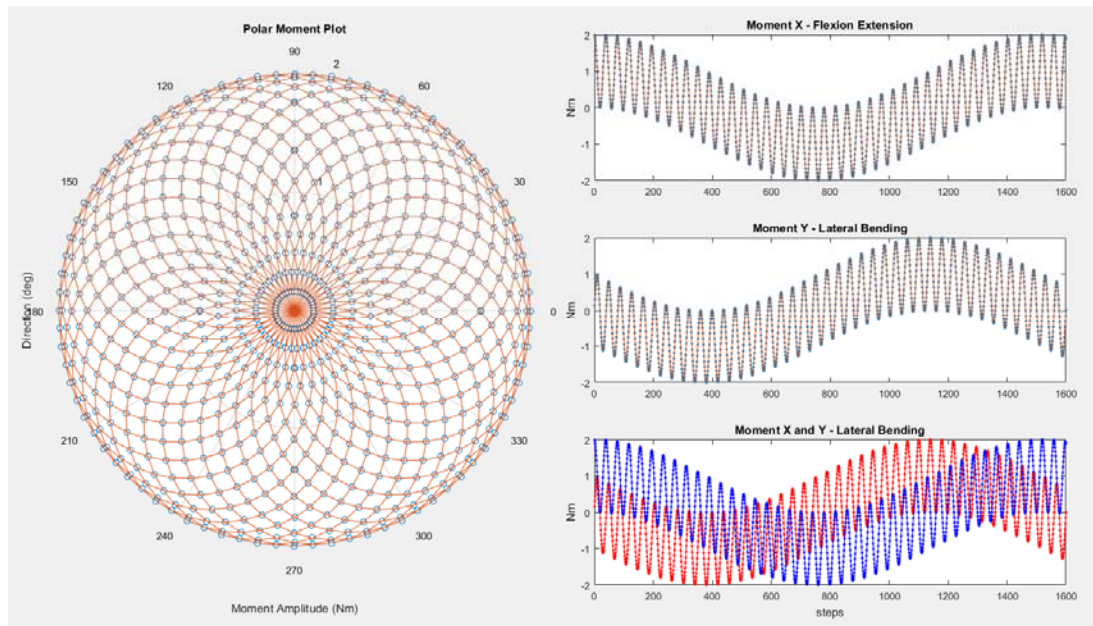 Polar Moment Plot
90
2
120
60
1
150
30
Direction (deg)
180
0
210
330
240
300
270
Moment Amplitude (Nm)
Moment X - Flexion Extension
2
1
0
-1
-2
Nm
0 200 400 600 800 1000 1200 1400 1600
Moment Y - Lateral Bending
2
1
0
-1
-2
Nm
0 200 400 600 800 1000 1200 1400 1600
Moment X and Y - Lateral Bending
2
1
0
-1
-2
Nm
0 200 400 600 800 1000 1200 1400 1600
steps